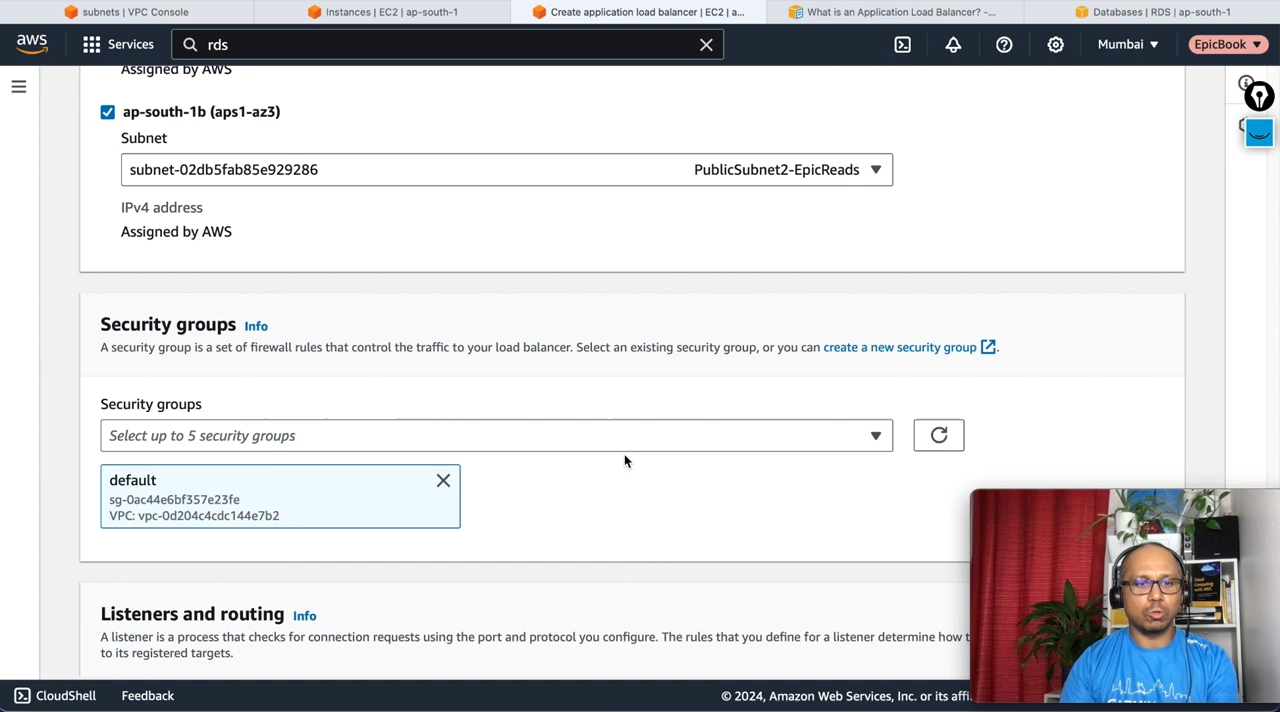 subnets | VPC Console
Instances | EC2 | ap-south-1
Create application load balancer | EC2 | a...
What is an Application Load Balancer? -...
Databases | RDS | ap-south-1
aws
Services
rds
Mumbai
EpicBook
Assigned by AWS
ap-south-1b (aps1-az3)
Subnet
subnet-02db5fab85e929286
PublicSubnet2-EpicReads
IPv4 address
Assigned by AWS
Security groups Info
A security group is a set of firewall rules that control the traffic to your load balancer. Select an existing security group, or you can create a new security group.
Security groups
Select up to 5 security groups
default
sg-0ac44e6bf357e23fe
VPC: vpc-0d204c4cdc144e7b2
Listeners and routing Info
A listener is a process that checks for connection requests using the port and protocol you configure. The rules that you define for a listener determine how t
to its registered targets.
Cloud
Computing
with AWS
CloudShell
Feedback
© 2024, Amazon Web Services, Inc. or its affi